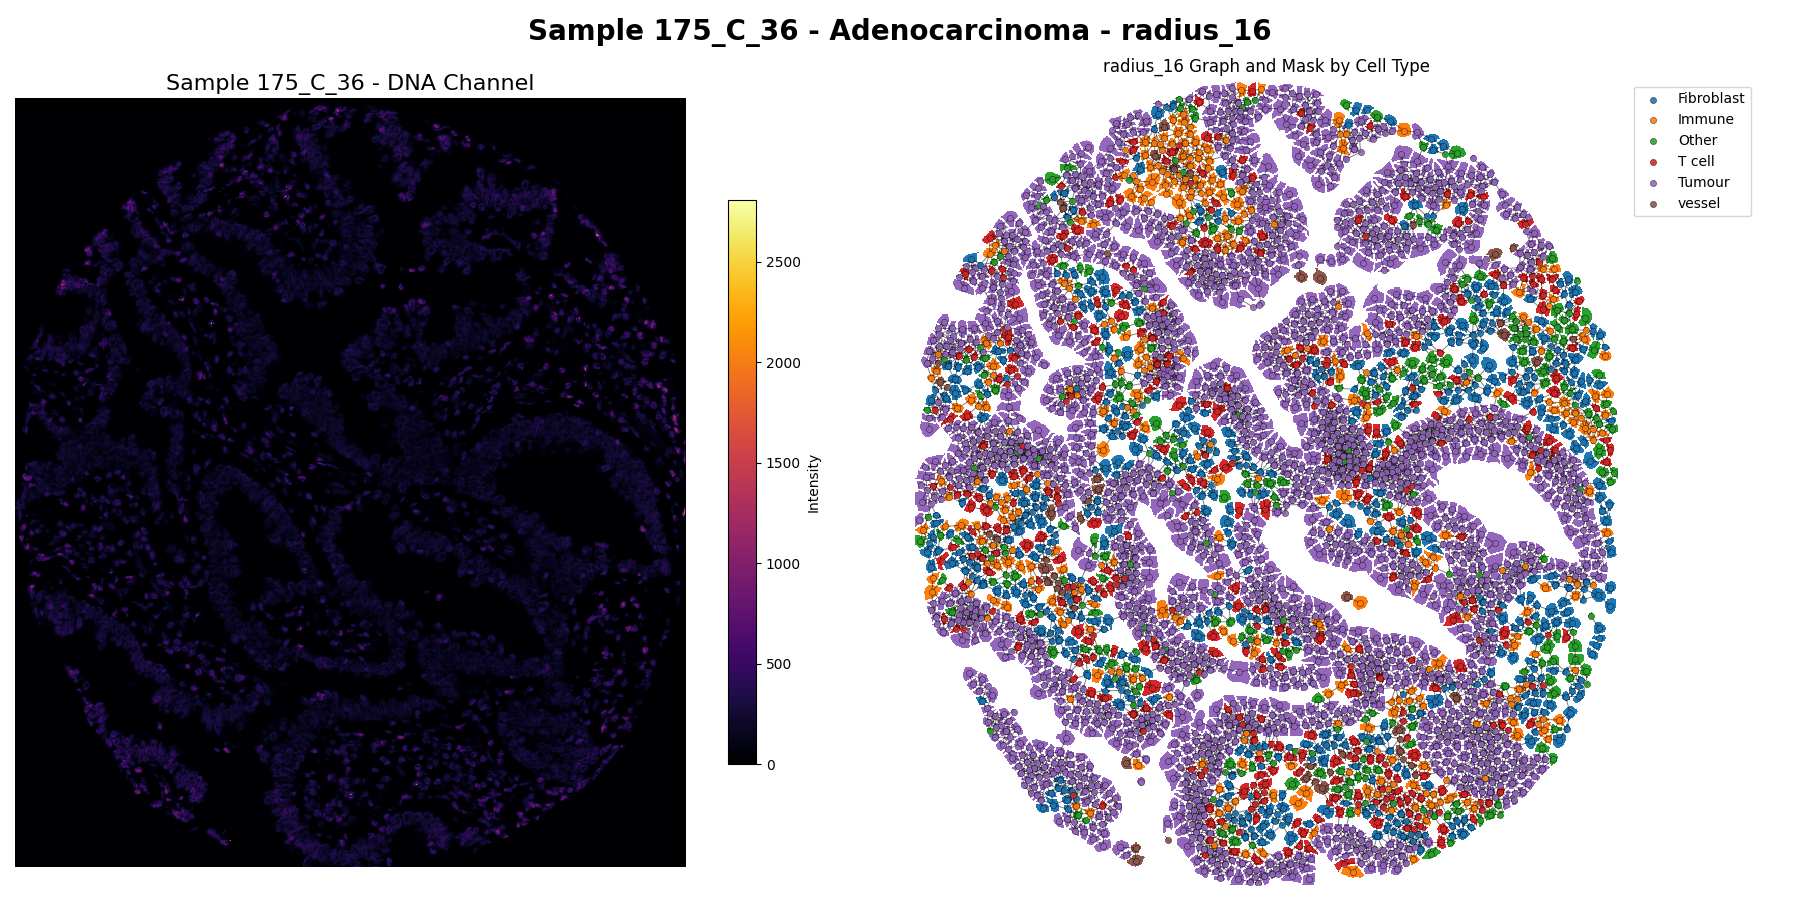 Sample 175_C_36 - Adenocarcinoma - radius_16
Sample 175_C_36 - DNA Channel
2500
2000
1500
1000
500
0
Intensity
radius_16 Graph and Mask by Cell Type
Fibroblast
Immune
Other
T cell
Tumour
vessel